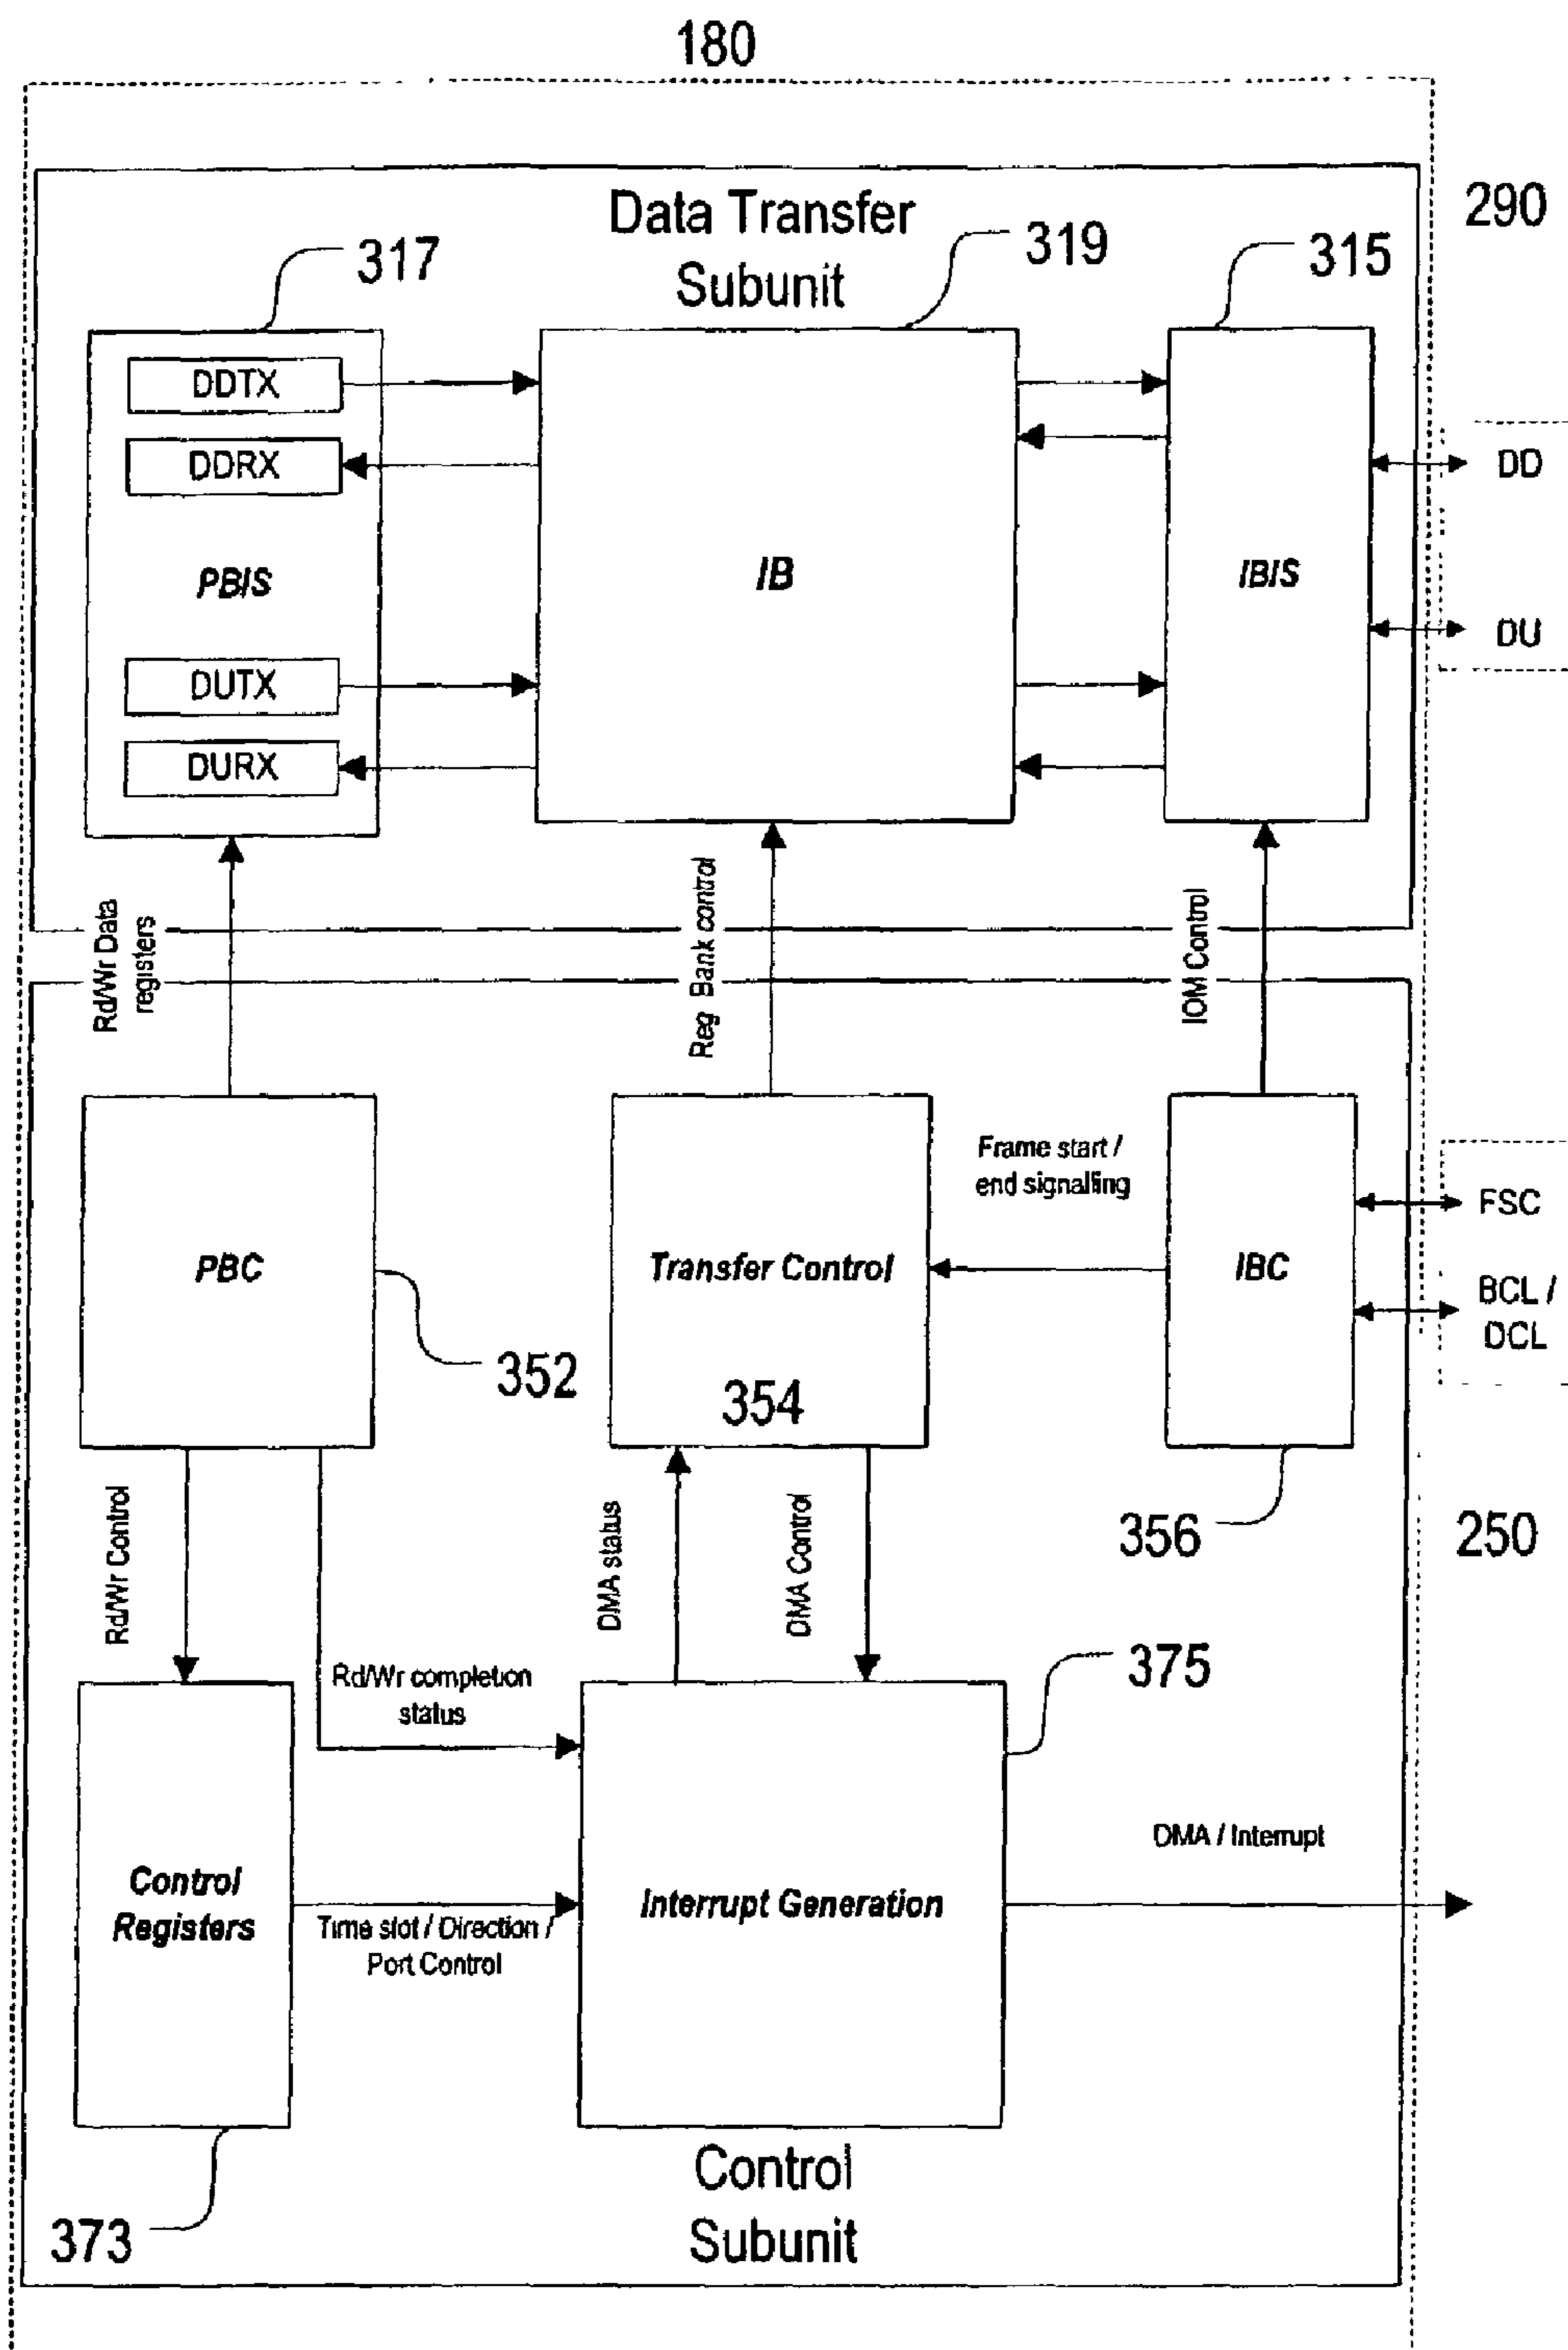 180
Data Transfer
Subunit
290
317
319
315
DDTX
DDRX
PBIS
DUTX
DURX
IB
IBIS
DD
DU
Rd/Wr Data
registers
Reg Bank control
IOM Control
PBC
352
Transfer Control
354
Frame start /
end signalling
IBC
356
FSC
BCL /
DCL
250
Rd/Wr Control
Rd/Wr completion
status
DMA status
DMA Control
375
Control
Registers
373
Time slot / Direction /
Port Control
Interrupt Generation
DMA / Interrupt
Control
Subunit